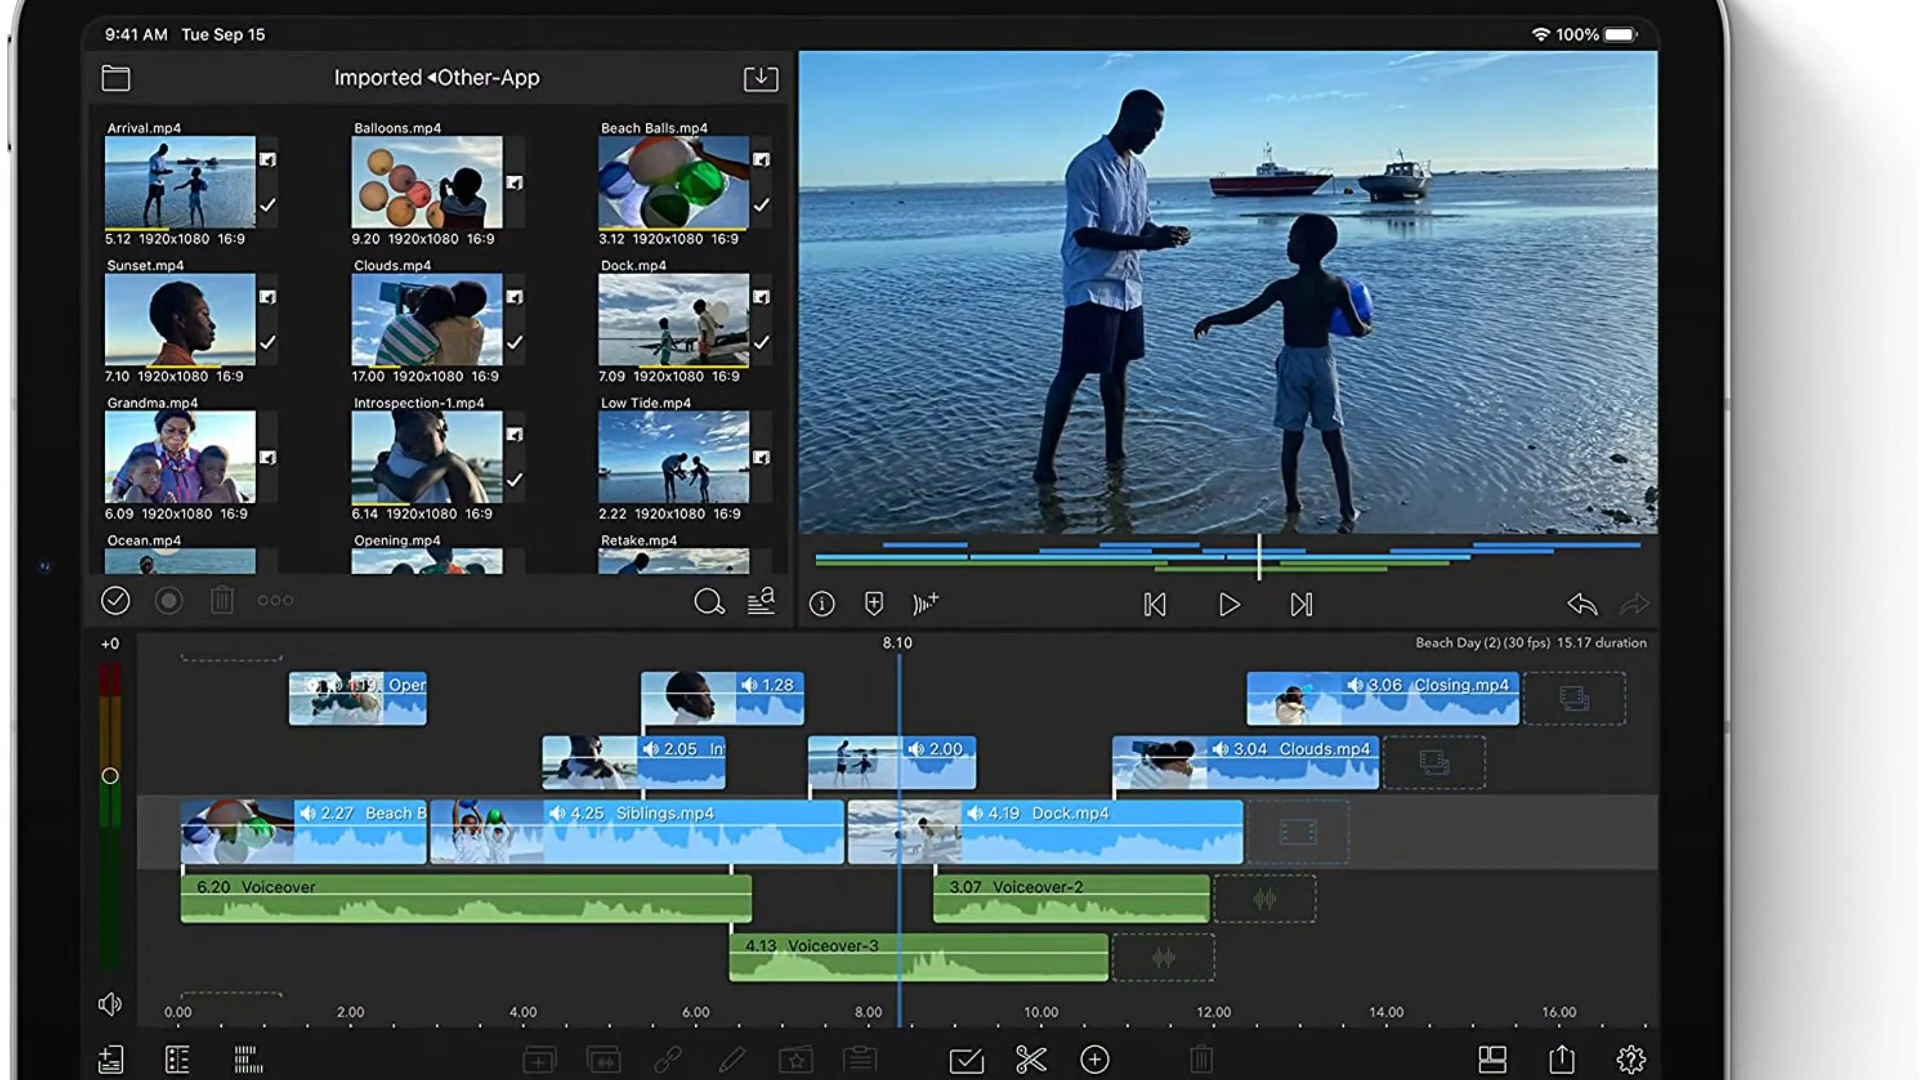 9:41 AM Tue Sep 15
100%
Imported ◂Other-App
Arrival.mp4 Balloons.mp4 Beach Balls.mp4
5.12 1920x1080 16:9 9.20 1920x1080 16:9 3.12 1920x1080 16:9
Sunset.mp4 Clouds.mp4 Dock.mp4
7.10 1920x1080 16:9 17.00 1920x1080 16:9 7.09 1920x1080 16:9
Grandma.mp4 Introspection-1.mp4 Low Tide.mp4
6.09 1920x1080 16:9 6.14 1920x1080 16:9 2.22 1920x1080 16:9
Ocean.mp4 Opening.mp4 Retake.mp4
a
+0 8.10 Beach Day (2) (30 fps) 15.17 duration
1.19 Oper 1.28 3.06 Closing.mp4
2.05 In 2.00 3.04 Clouds.mp4
2.27 Beach B 4.25 Siblings.mp4 4.19 Dock.mp4
6.20 Voiceover 3.07 Voiceover-2
4.13 Voiceover-3
0.00 2.00 4.00 6.00 8.00 10.00 12.00 14.00 16.00